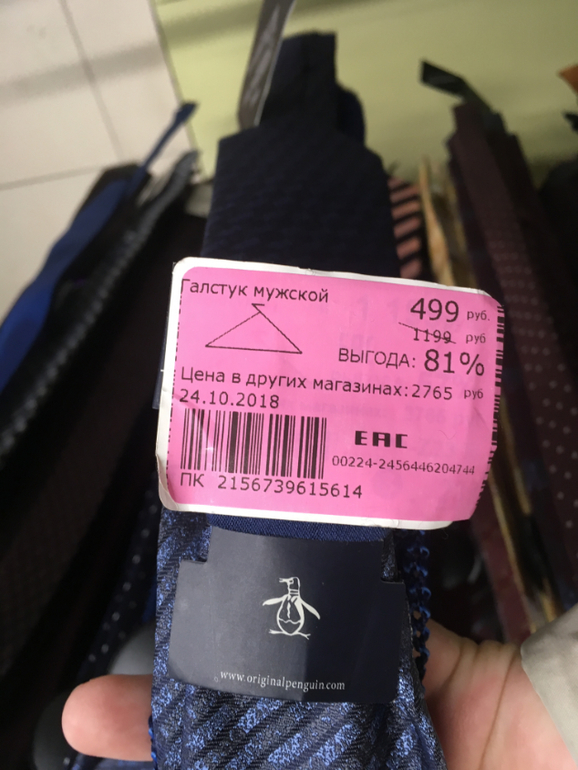 Галстук мужской
499 руб.
1199 руб
ВЫГОДА: 81%
Цена в других магазинах: 2765 руб
24.10.2018
EAC
00224-2456446204744
ПК 2156739615614
www.originalpenguin.com